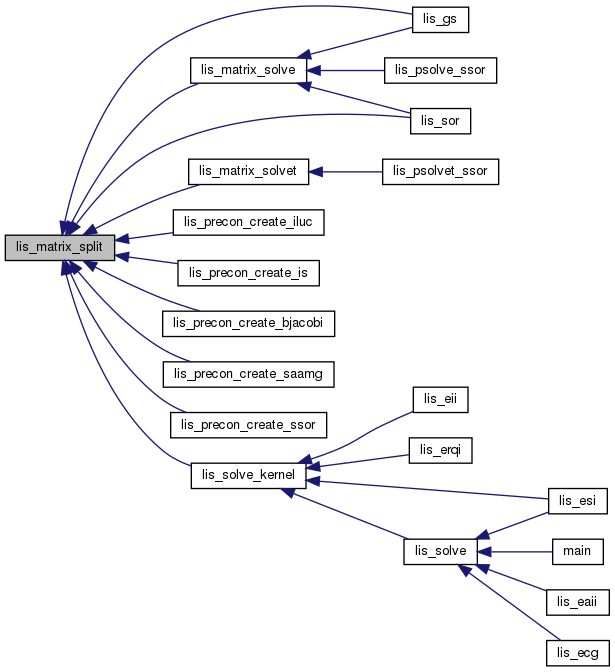 lis_gs
lis_matrix_solve
lis_psolve_ssor
lis_sor
lis_matrix_solvet
lis_psolvet_ssor
lis_precon_create_iluc
lis_matrix_split
lis_precon_create_is
lis_precon_create_bjacobi
lis_precon_create_saamg
lis_eii
lis_precon_create_ssor
lis_erqi
lis_solve_kernel
lis_esi
lis_solve
main
lis_eaii
lis_ecg